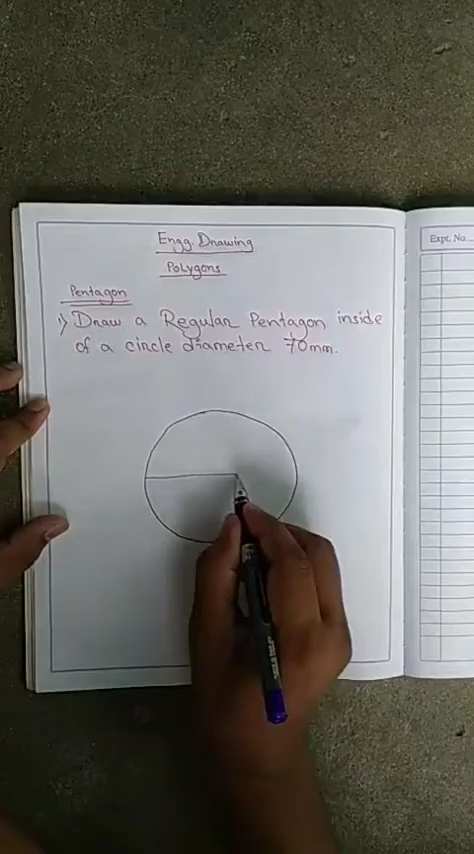 Engg. Drawing
Polygons
Pentagon
1) Draw a Regular Pentagon inside
of a circle diameter 70mm.
Expt. No...